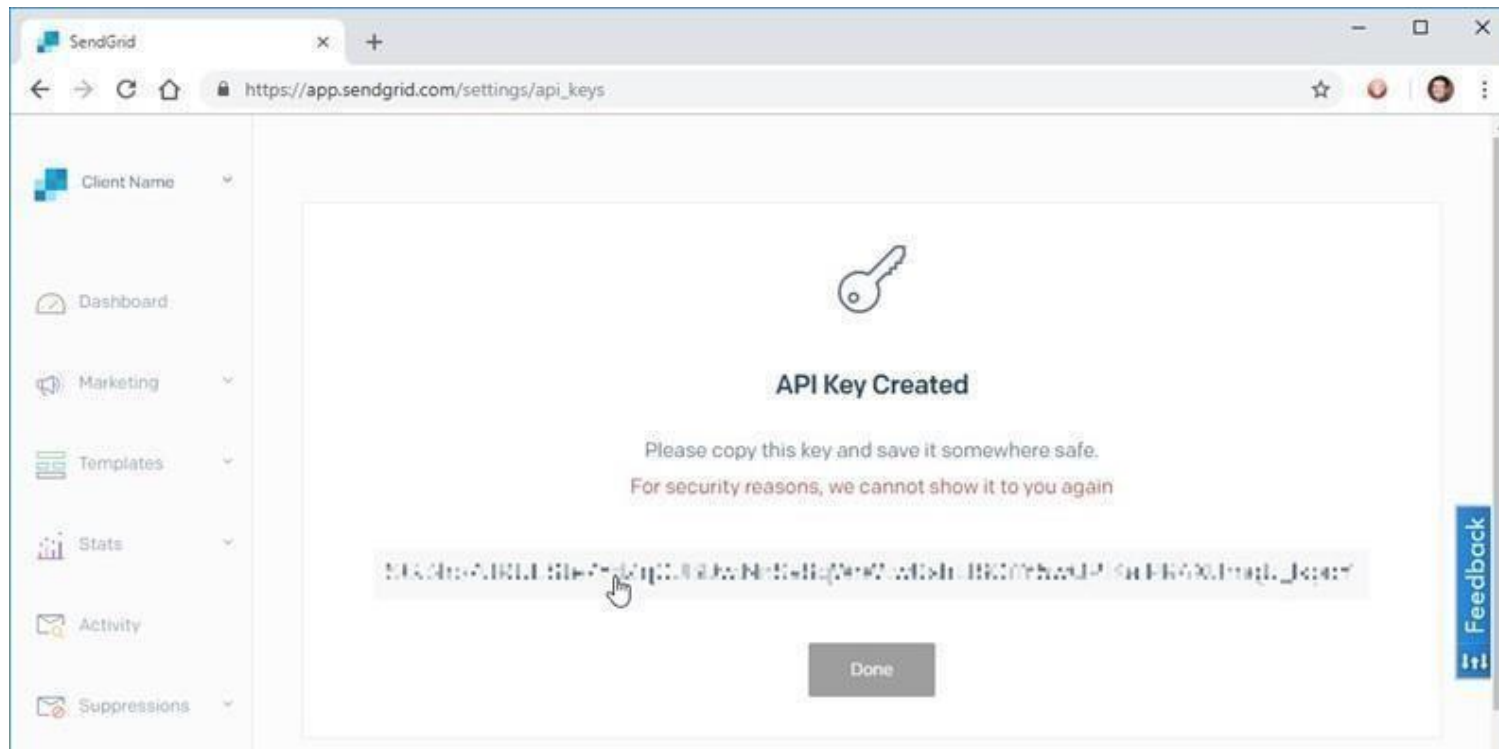 SendGrid
https://app.sendgrid.com/settings/api_keys
Client Name
Dashboard
Marketing
Templates
Stats
Activity
Suppressions
API Key Created
Please copy this key and save it somewhere safe.
For security reasons, we cannot show it to you again
Done
Feedback